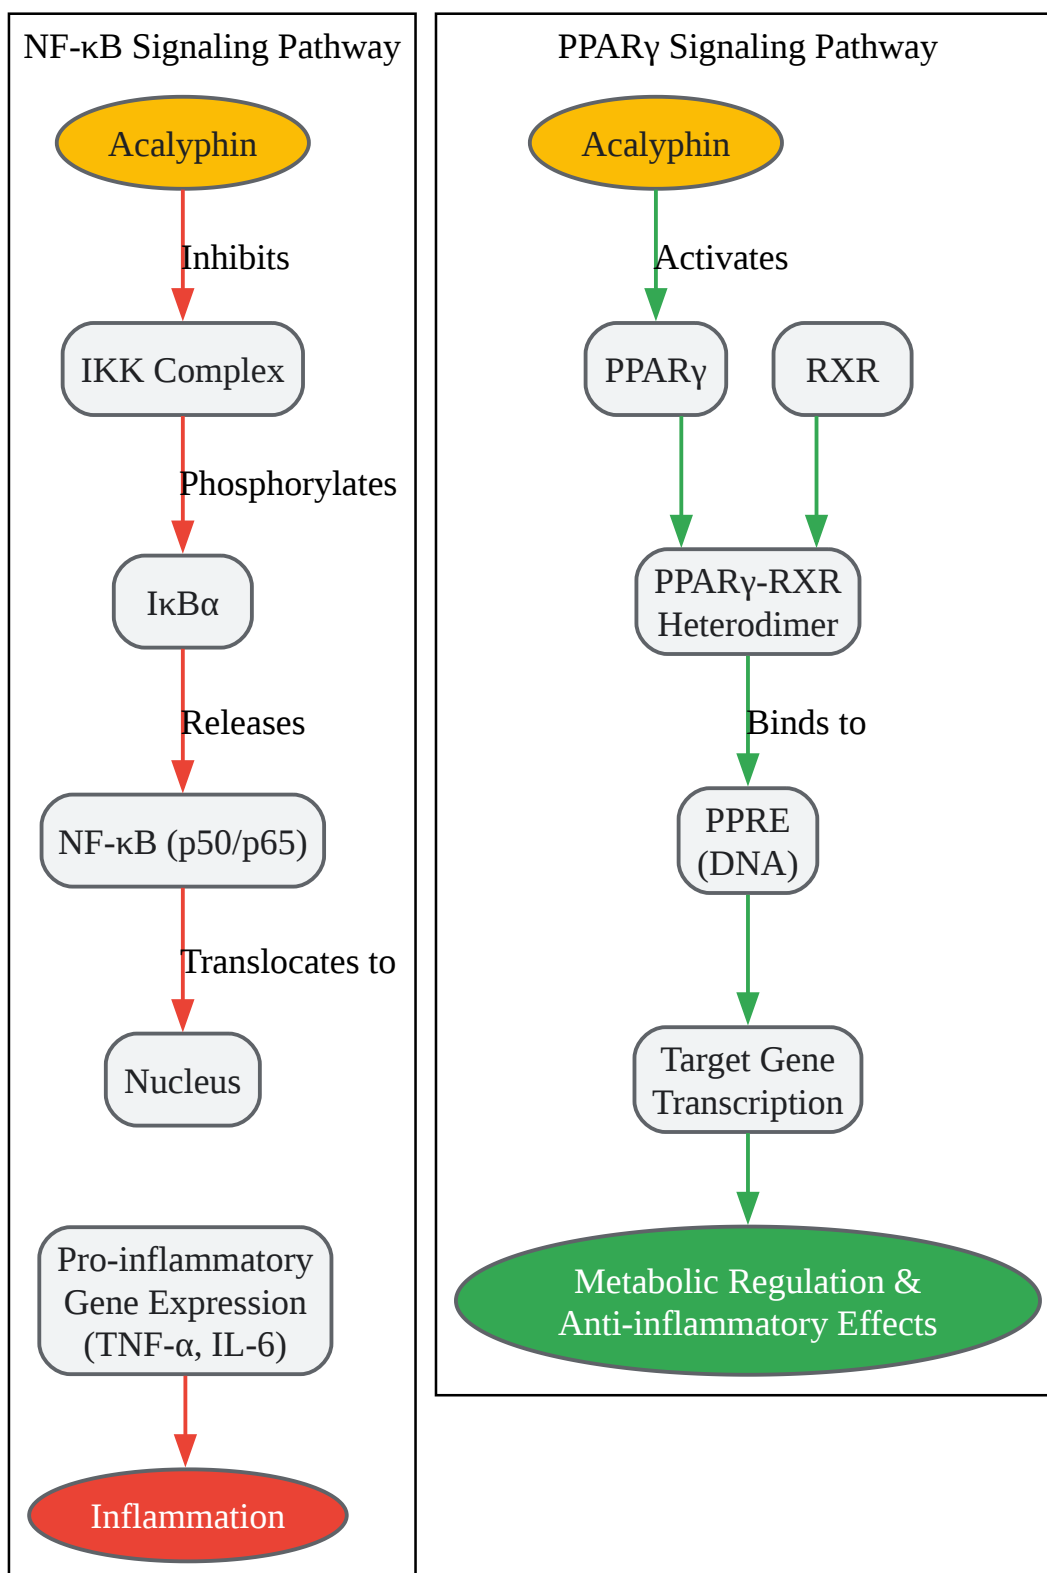 NF-κB Signaling Pathway
Acalyphin
Inhibits
IKK Complex
Phosphorylates
IκBα
Releases
NF-κB (p50/p65)
Translocates to
Nucleus
Pro-inflammatory
Gene Expression
(TNF-α, IL-6)
Inflammation
PPARγ Signaling Pathway
Acalyphin
Activates
PPARγ
RXR
PPARγ-RXR
Heterodimer
Binds to
PPRE
(DNA)
Target Gene
Transcription
Metabolic Regulation &
Anti-inflammatory Effects